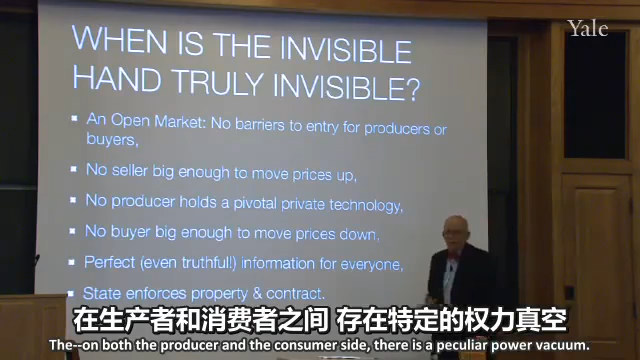 Yale
WHEN IS THE INVISIBLE
HAND TRULY INVISIBLE?
An Open Market: No barriers to entry for producers or
buyers,
No seller big enough to move prices up,
No producer holds a pivotal private technology,
No buyer big enough to move prices down,
Perfect (even truthful!) information for everyone,
State enforces property & contract.
在生产者和消费者之间 存在特定的权力真空
The--on both the producer and the consumer side, there is a peculiar power vacuum.